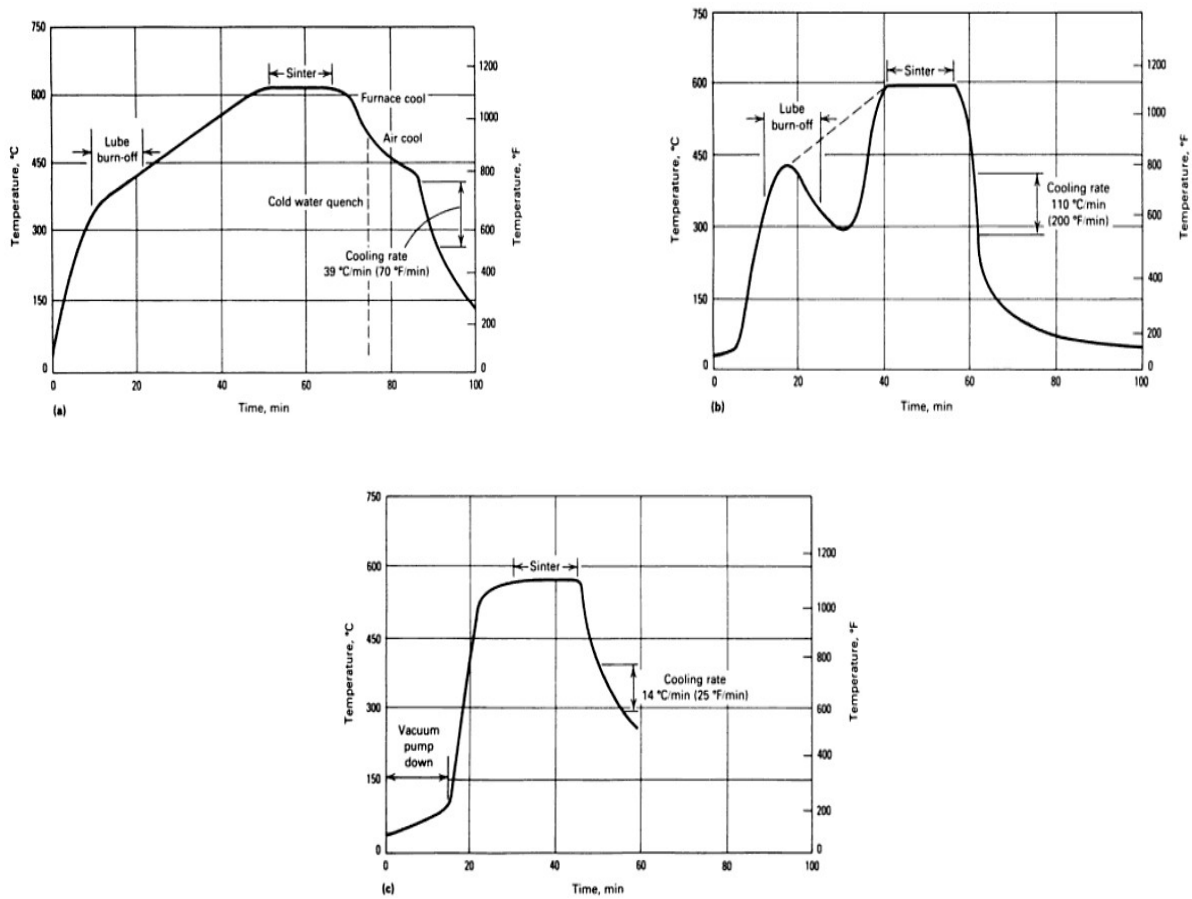 750
600
450
300
150
0
Temperature, °C
Lube
burn-off
Sinter
Furnace cool
Air cool
Cold water quench
Cooling rate
39 °C/min (70 °F/min)
1200
1000
800
600
400
200
0
Temperature, °F
0 20 40 60 80 100
Time, min
(a)
750
600
450
300
150
0
Temperature, °C
Lube
burn-off
Sinter
Cooling rate
110 °C/min
(200 °F/min)
1200
1000
800
600
400
200
0
Temperature, °F
0 20 40 60 80 100
Time, min
(b)
750
600
450
300
150
0
Temperature, °C
Vacuum
pump
down
Sinter
Cooling rate
14 °C/min (25 °F/min)
1200
1000
800
600
400
200
0
Temperature, °F
0 20 40 60 80 100
Time, min
(c)